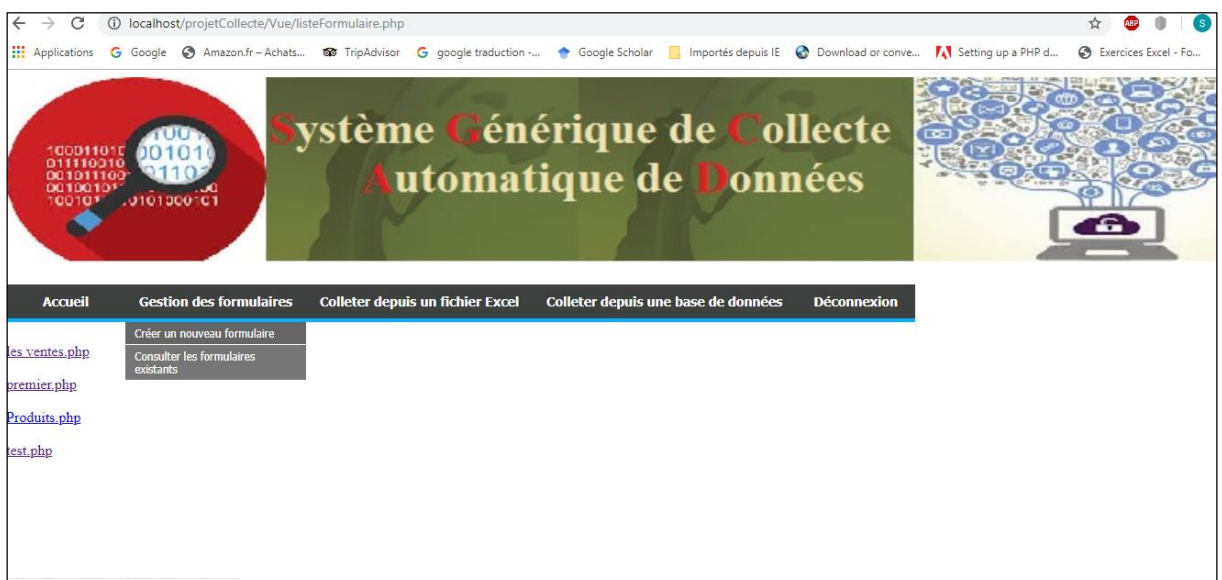 localhost/projetCollecte/Vue/listeFormulaire.php
ABP
S
Applications
Google
Amazon.fr – Achats...
TripAdvisor
google traduction -...
Google Scholar
Importés depuis IE
Download or conve...
Setting up a PHP d...
Exercices Excel - Fo...
Système Générique de Collecte
Automatique de Données
Accueil
Gestion des formulaires
Colleter depuis un fichier Excel
Colleter depuis une base de données
Déconnexion
Créer un nouveau formulaire
Consulter les formulaires
existants
les ventes.php
premier.php
Produits.php
test.php